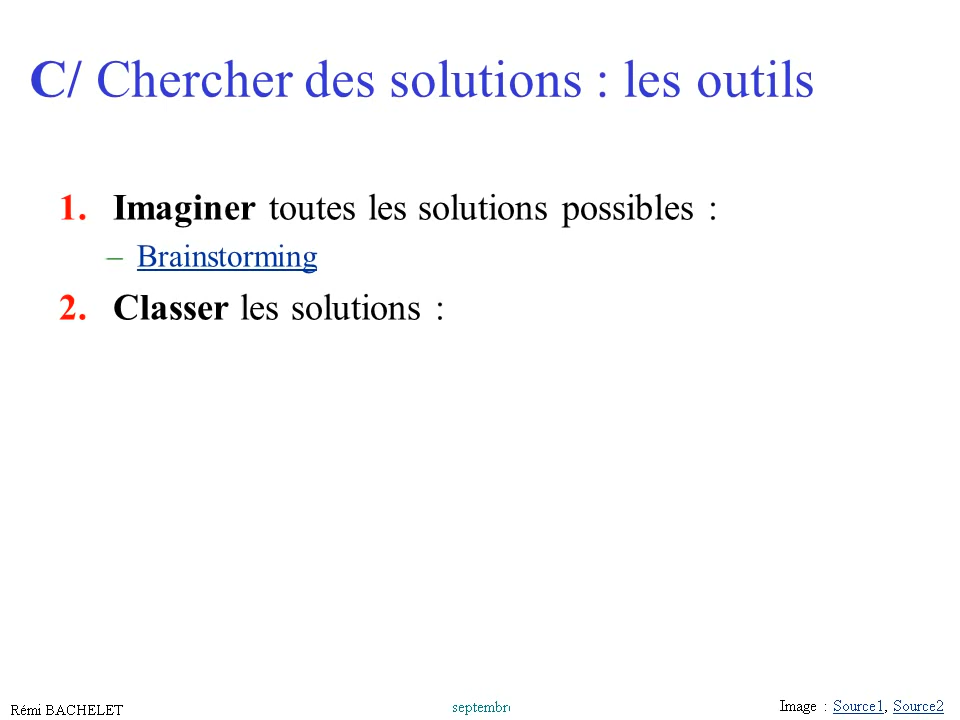 C/ Chercher des solutions : les outils
1. Imaginer toutes les solutions possibles :
– Brainstorming
2. Classer les solutions :
Rémi BACHELET
septembre
Image : Source1, Source2